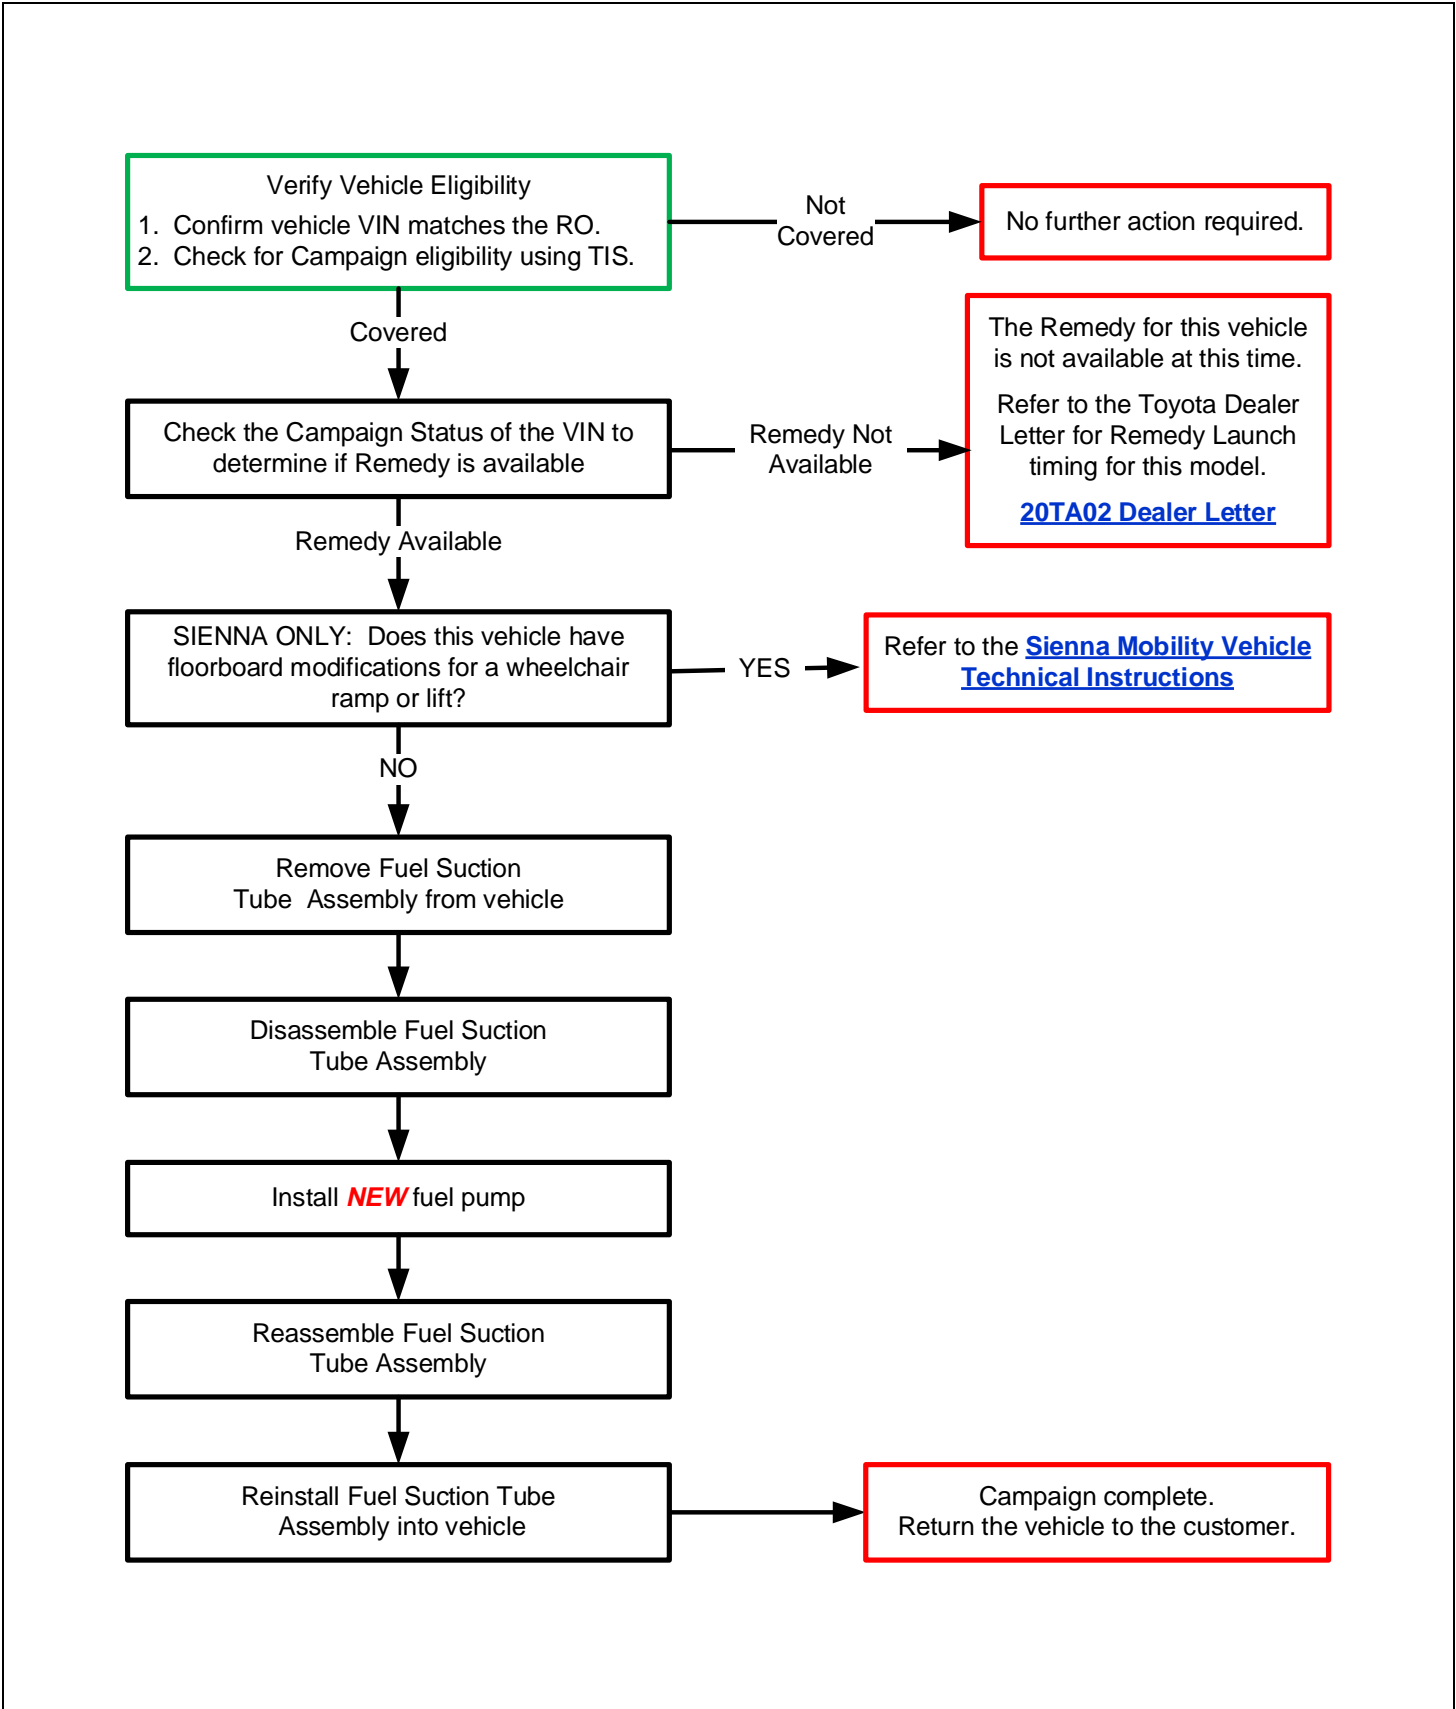 Verify Vehicle Eligibility
1. Confirm vehicle VIN matches the RO.
2. Check for Campaign eligibility using TIS.
Not
Covered
No further action required.
Covered
The Remedy for this vehicle
is not available at this time.
Refer to the Toyota Dealer
Letter for Remedy Launch
timing for this model.
20TA02 Dealer Letter
Check the Campaign Status of the VIN to
determine if Remedy is available
Remedy Not
Available
Remedy Available
SIENNA ONLY: Does this vehicle have
floorboard modifications for a wheelchair
ramp or lift?
YES
Refer to the Sienna Mobility Vehicle
Technical Instructions
NO
Remove Fuel Suction
Tube Assembly from vehicle
Disassemble Fuel Suction
Tube Assembly
Install NEW fuel pump
Reassemble Fuel Suction
Tube Assembly
Reinstall Fuel Suction Tube
Assembly into vehicle
Campaign complete.
Return the vehicle to the customer.